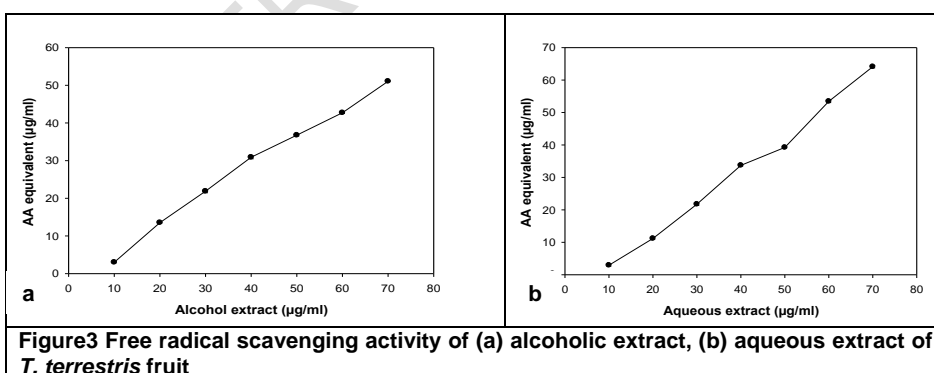 60
50
40
30
20
10
0
AA equivalent (µg/ml)
0 10 20 30 40 50 60 70 80
Alcohol extract (µg/ml)
a
70
60
50
40
30
20
10
-
AA equivalent (µg/ml)
0 10 20 30 40 50 60 70 80
Aqueous extract (µg/ml)
b
Figure3 Free radical scavenging activity of (a) alcoholic extract, (b) aqueous extract of
T. terrestris fruit